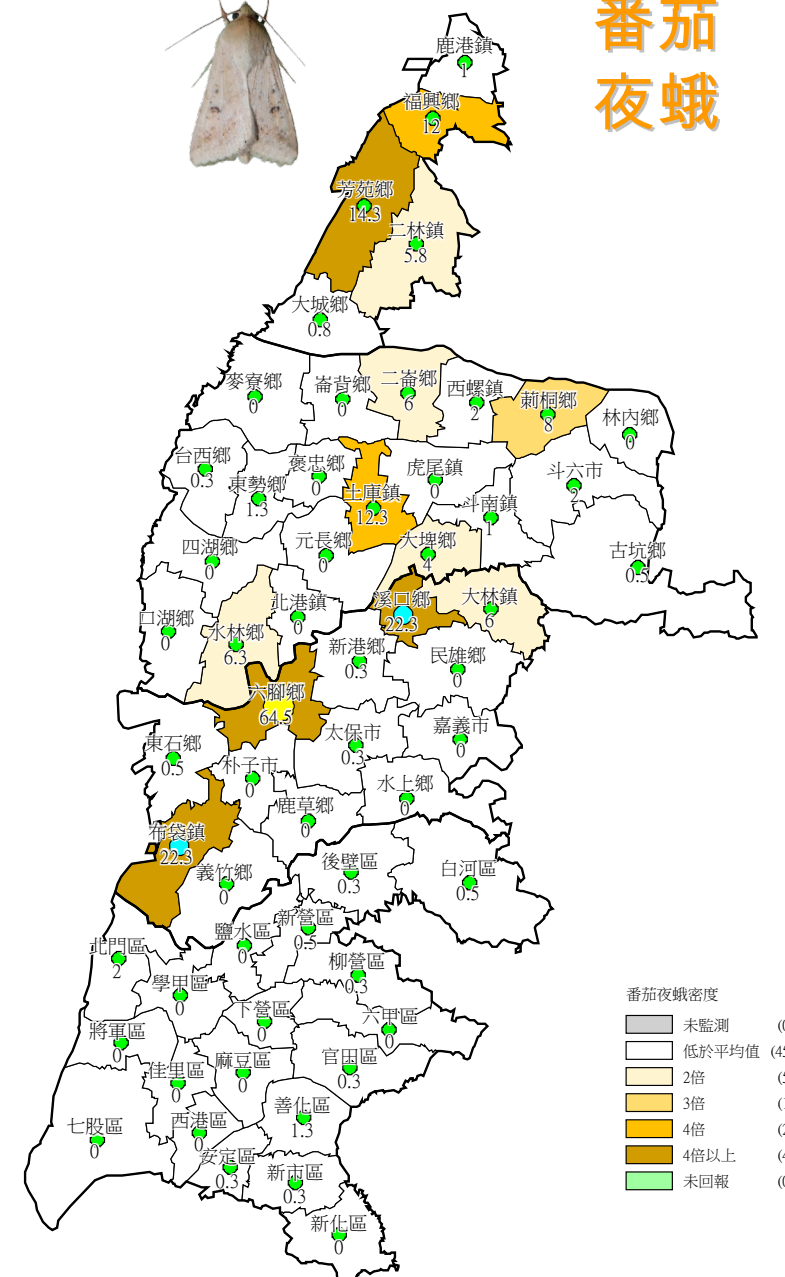 番茄
夜蛾
鹿港鎮
1
福興鄉
12
芳苑鄉
14.3
二林鎮
5.8
大城鄉
0.8
麥寮鄉
0
崙背鄉
0
二崙鄉
6
西螺鎮
2
莿桐鄉
8
林內鄉
0
台西鄉
0.3
東勢鄉
1.3
褒忠鄉
0
土庫鎮
12.3
虎尾鎮
0
斗南鎮
1
斗六市
2
四湖鄉
0
元長鄉
0
大埤鄉
4
古坑鄉
0.5
口湖鄉
0
水林鄉
6.3
北港鎮
0
溪口鄉
22.3
大林鎮
6
新港鄉
0.3
民雄鄉
0
六腳鄉
64.5
東石鄉
0.5
朴子市
0
太保市
0.3
嘉義市
0
鹿草鄉
0
水上鄉
0
布袋鎮
22.3
義竹鄉
0
後壁區
0.3
白河區
0.5
北門區
2
鹽水區
0
新營區
0.5
柳營區
0.3
學甲區
0
下營區
0
六甲區
0
將軍區
0
佳里區
0
麻豆區
0
官田區
0.3
七股區
0
西港區
0
善化區
1.3
安定區
0.3
新市區
0.3
新化區
0
番茄夜蛾密度
未監測 (0
低於平均值 (45
2倍 (5
3倍 (1
4倍 (2
4倍以上 (4
未回報 (0